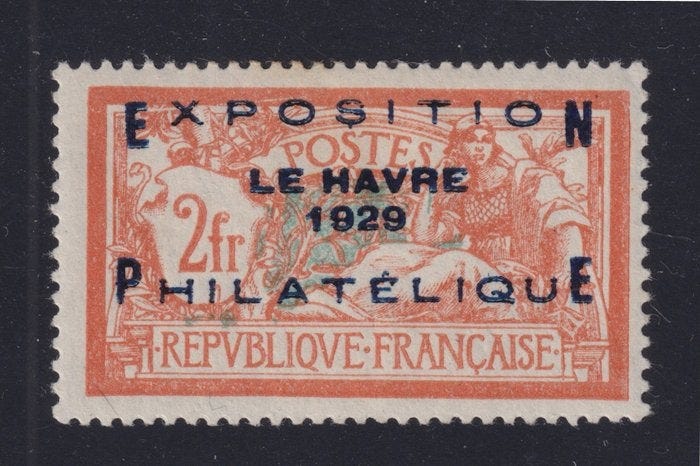 EXPOSITION
POSTES
LE HAVRE
1929
2fr
PHILATÉLIQUE
·REPVBLIQVE·FRANÇAISE·